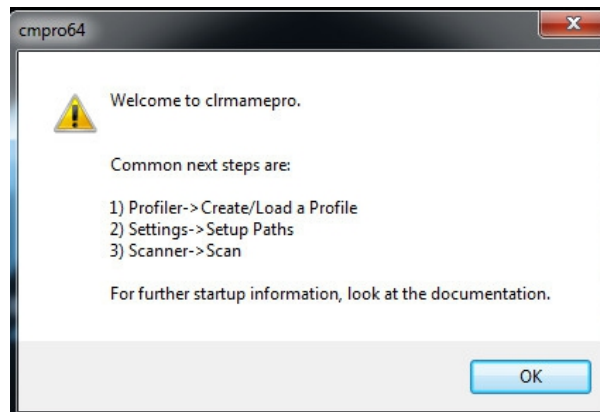 cmpro64
Welcome to clrmamepro.
Common next steps are:
1) Profiler->Create/Load a Profile
2) Settings->Setup Paths
3) Scanner->Scan
For further startup information, look at the documentation.
OK